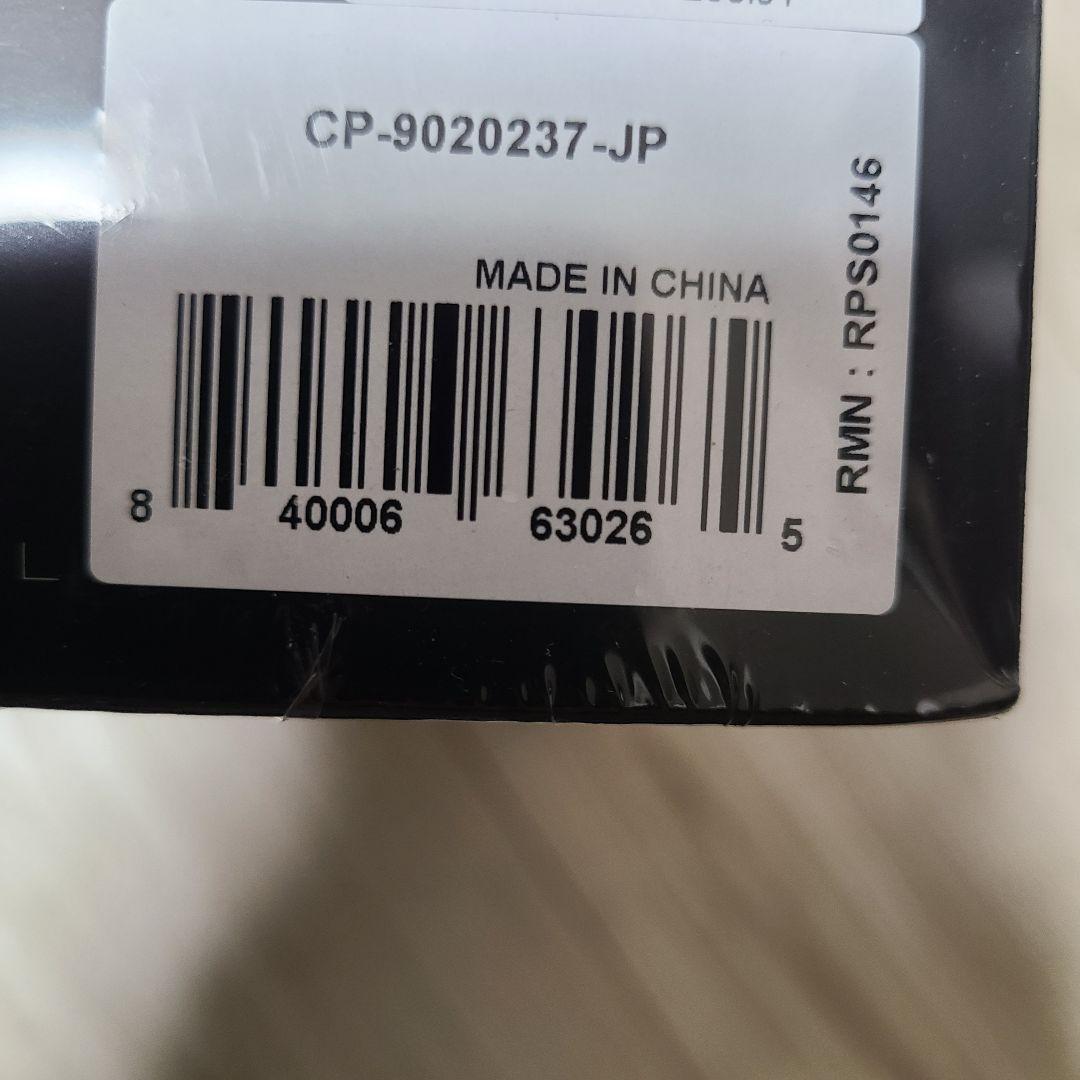 CP-9020237-JP
MADE IN CHINA
8 40006 63026 5
RMN : RPS0146